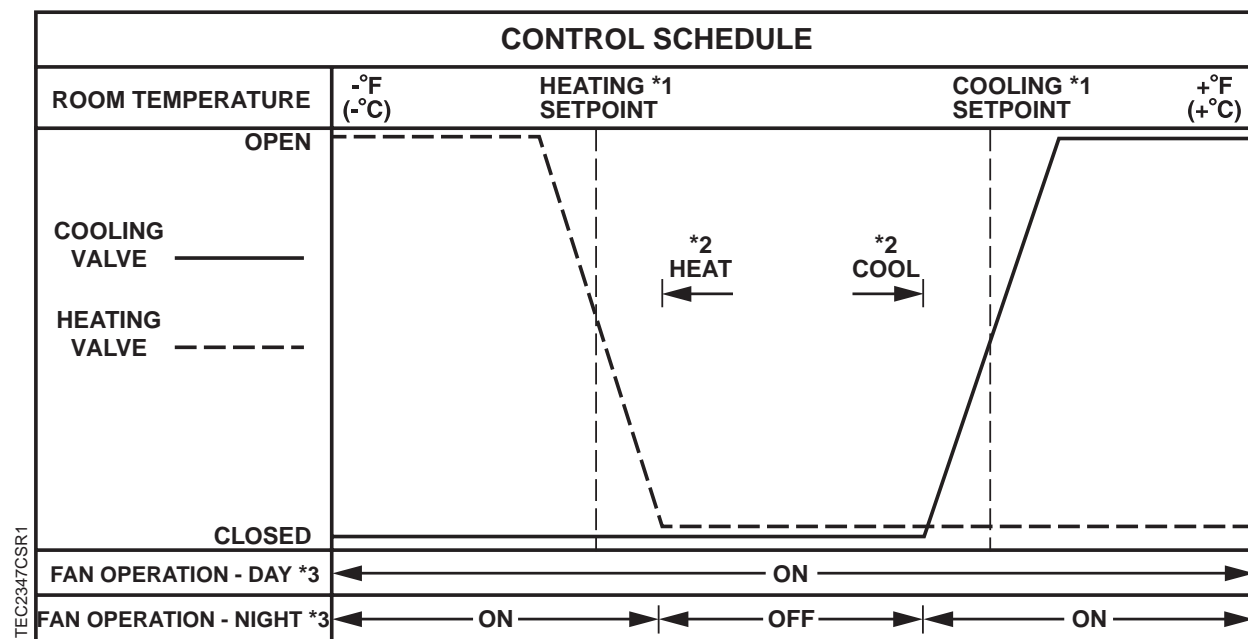 CONTROL SCHEDULE
ROOM TEMPERATURE
-°F
(-°C)
HEATING *1
SETPOINT
COOLING *1
SETPOINT
+°F
(+°C)
OPEN
COOLING
VALVE
HEATING
VALVE
*2
HEAT
*2
COOL
CLOSED
FAN OPERATION - DAY *3
ON
FAN OPERATION - NIGHT *3
ON
OFF
ON
TEC2347CSR1